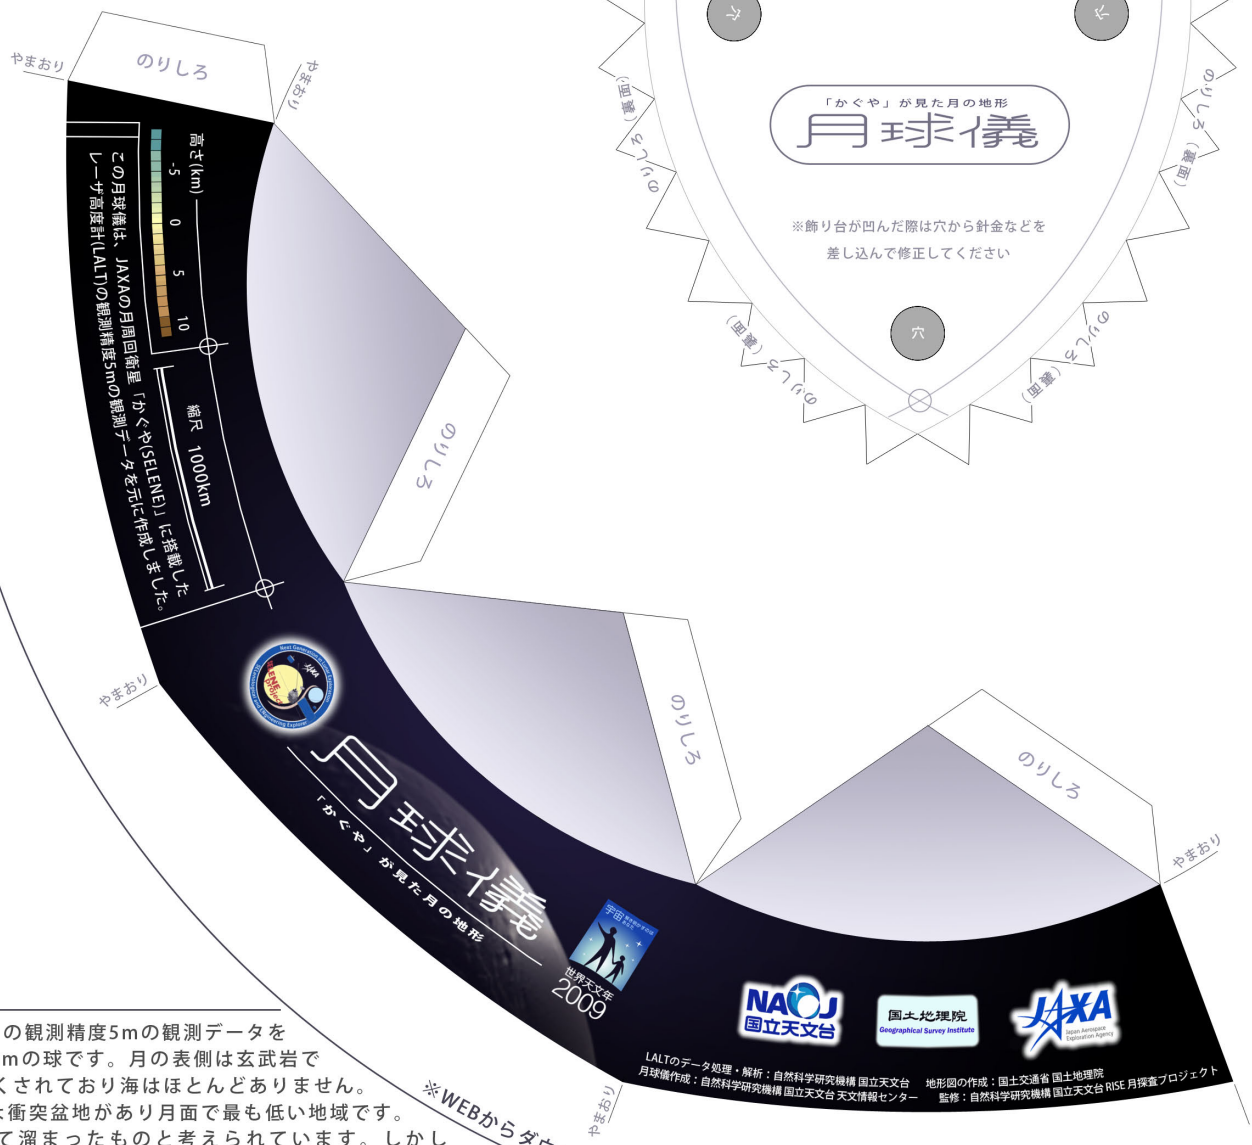 やまおり
のりしろ
やまおり
高さ(km)
-5 0 5 10
縮尺 1000km
この月球儀は、JAXAの月周回衛星「かぐや(SELENE)」に搭載した
レーザ高度計(LALT)の観測精度5mの観測データを元に作成しました。
のりしろ
やまおり
SELENE
project
JAXA
月球儀
「かぐや」が見た月の地形
のりしろ
宇宙
世界天文年
2009
のりしろ
やまおり
NAOJ
国立天文台
国土地理院
Geographical Survey Institute
JAXA
Japan Aerospace
Exploration Agency
LALTのデータ処理・解析：自然科学研究機構 国立天文台
月球儀作成：自然科学研究機構 国立天文台 天文情報センター
地形図の作成：国土交通省 国土地理院
監修：自然科学研究機構 国立天文台 RISE 月探査プロジェクト
やまおり
穴
穴
「かぐや」が見た月の地形
月球儀
※飾り台が凹んだ際は穴から針金などを
差し込んで修正してください
穴
のりしろ（裏面）
のりしろ（裏面）
のりしろ（裏面）
のりしろ（裏面）
の観測精度5mの観測データを
mの球です。月の表側は玄武岩で
くされており海はほとんどありません。
衝突盆地があり月面で最も低い地域です。
て溜まったものと考えられています。しかし
※WEBからダウ